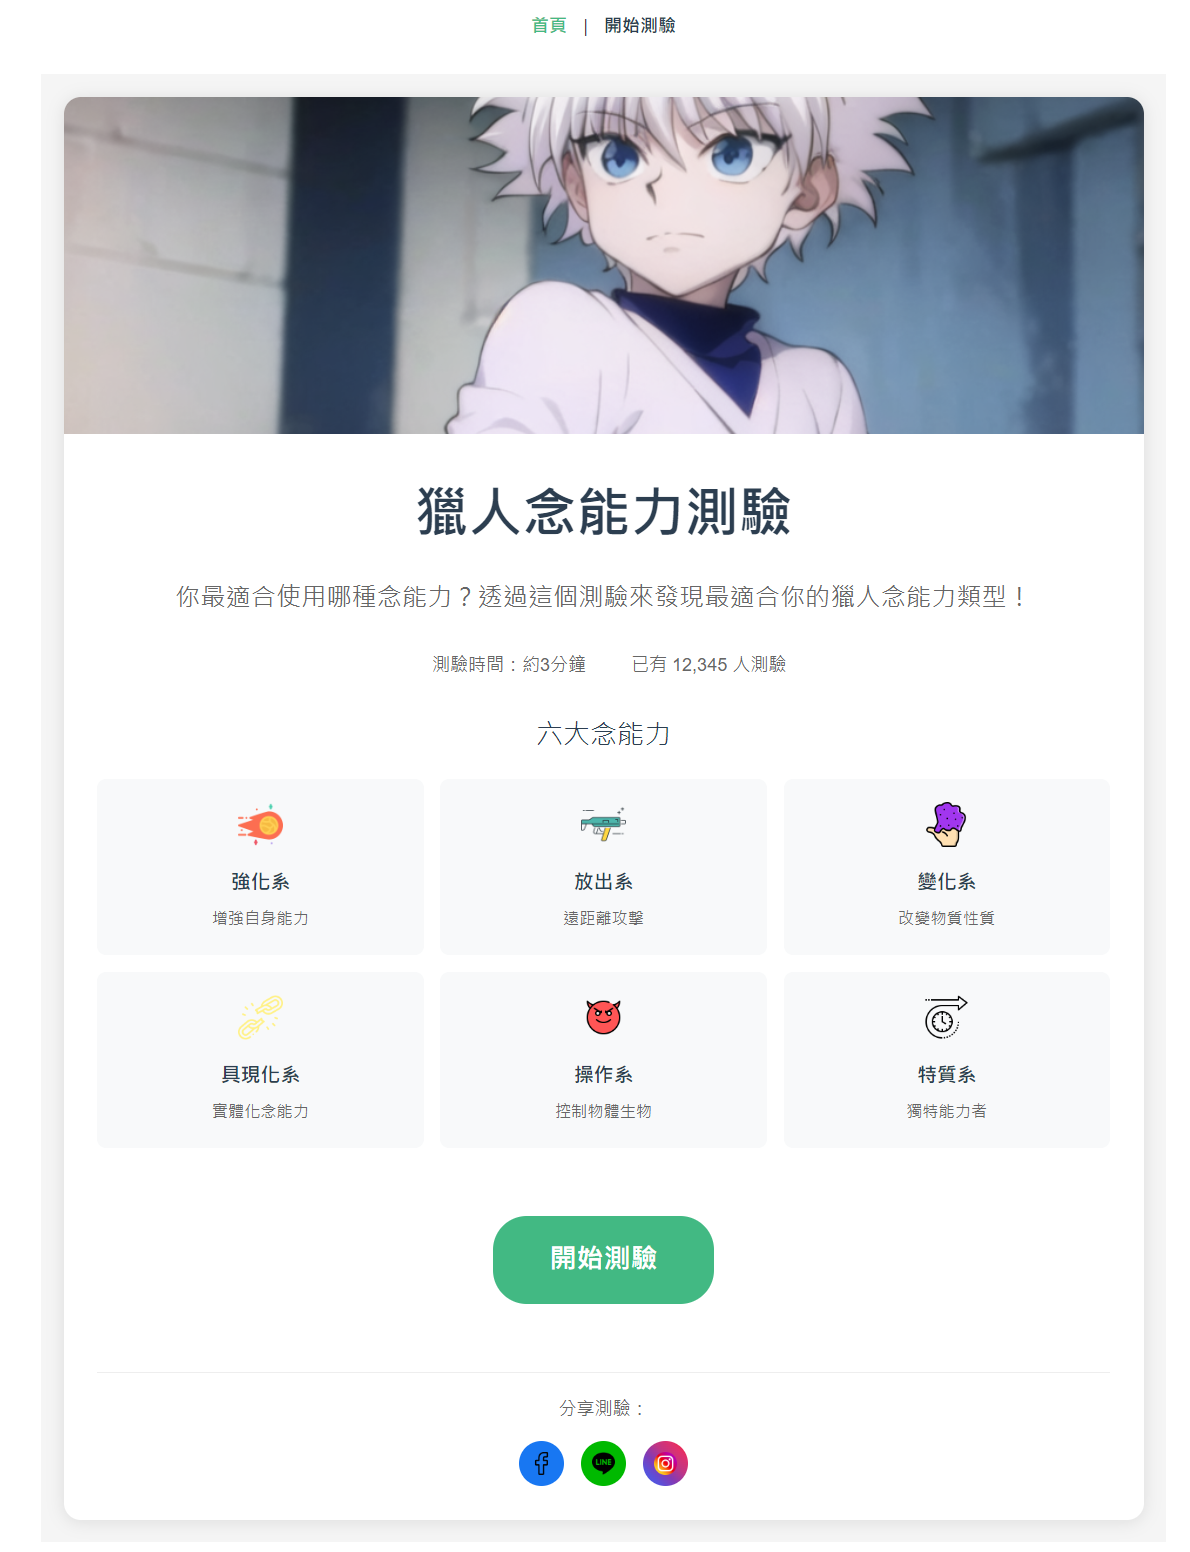 首頁 | 開始測驗
獵人念能力測驗
你最適合使用哪種念能力？透過這個測驗來發現最適合你的獵人念能力類型！
測驗時間：約3分鐘 已有 12,345 人測驗
六大念能力
強化系
增強自身能力
放出系
遠距離攻擊
變化系
改變物質性質
具現化系
實體化念能力
操作系
控制物體生物
特質系
獨特能力者
開始測驗
分享測驗：
LINE